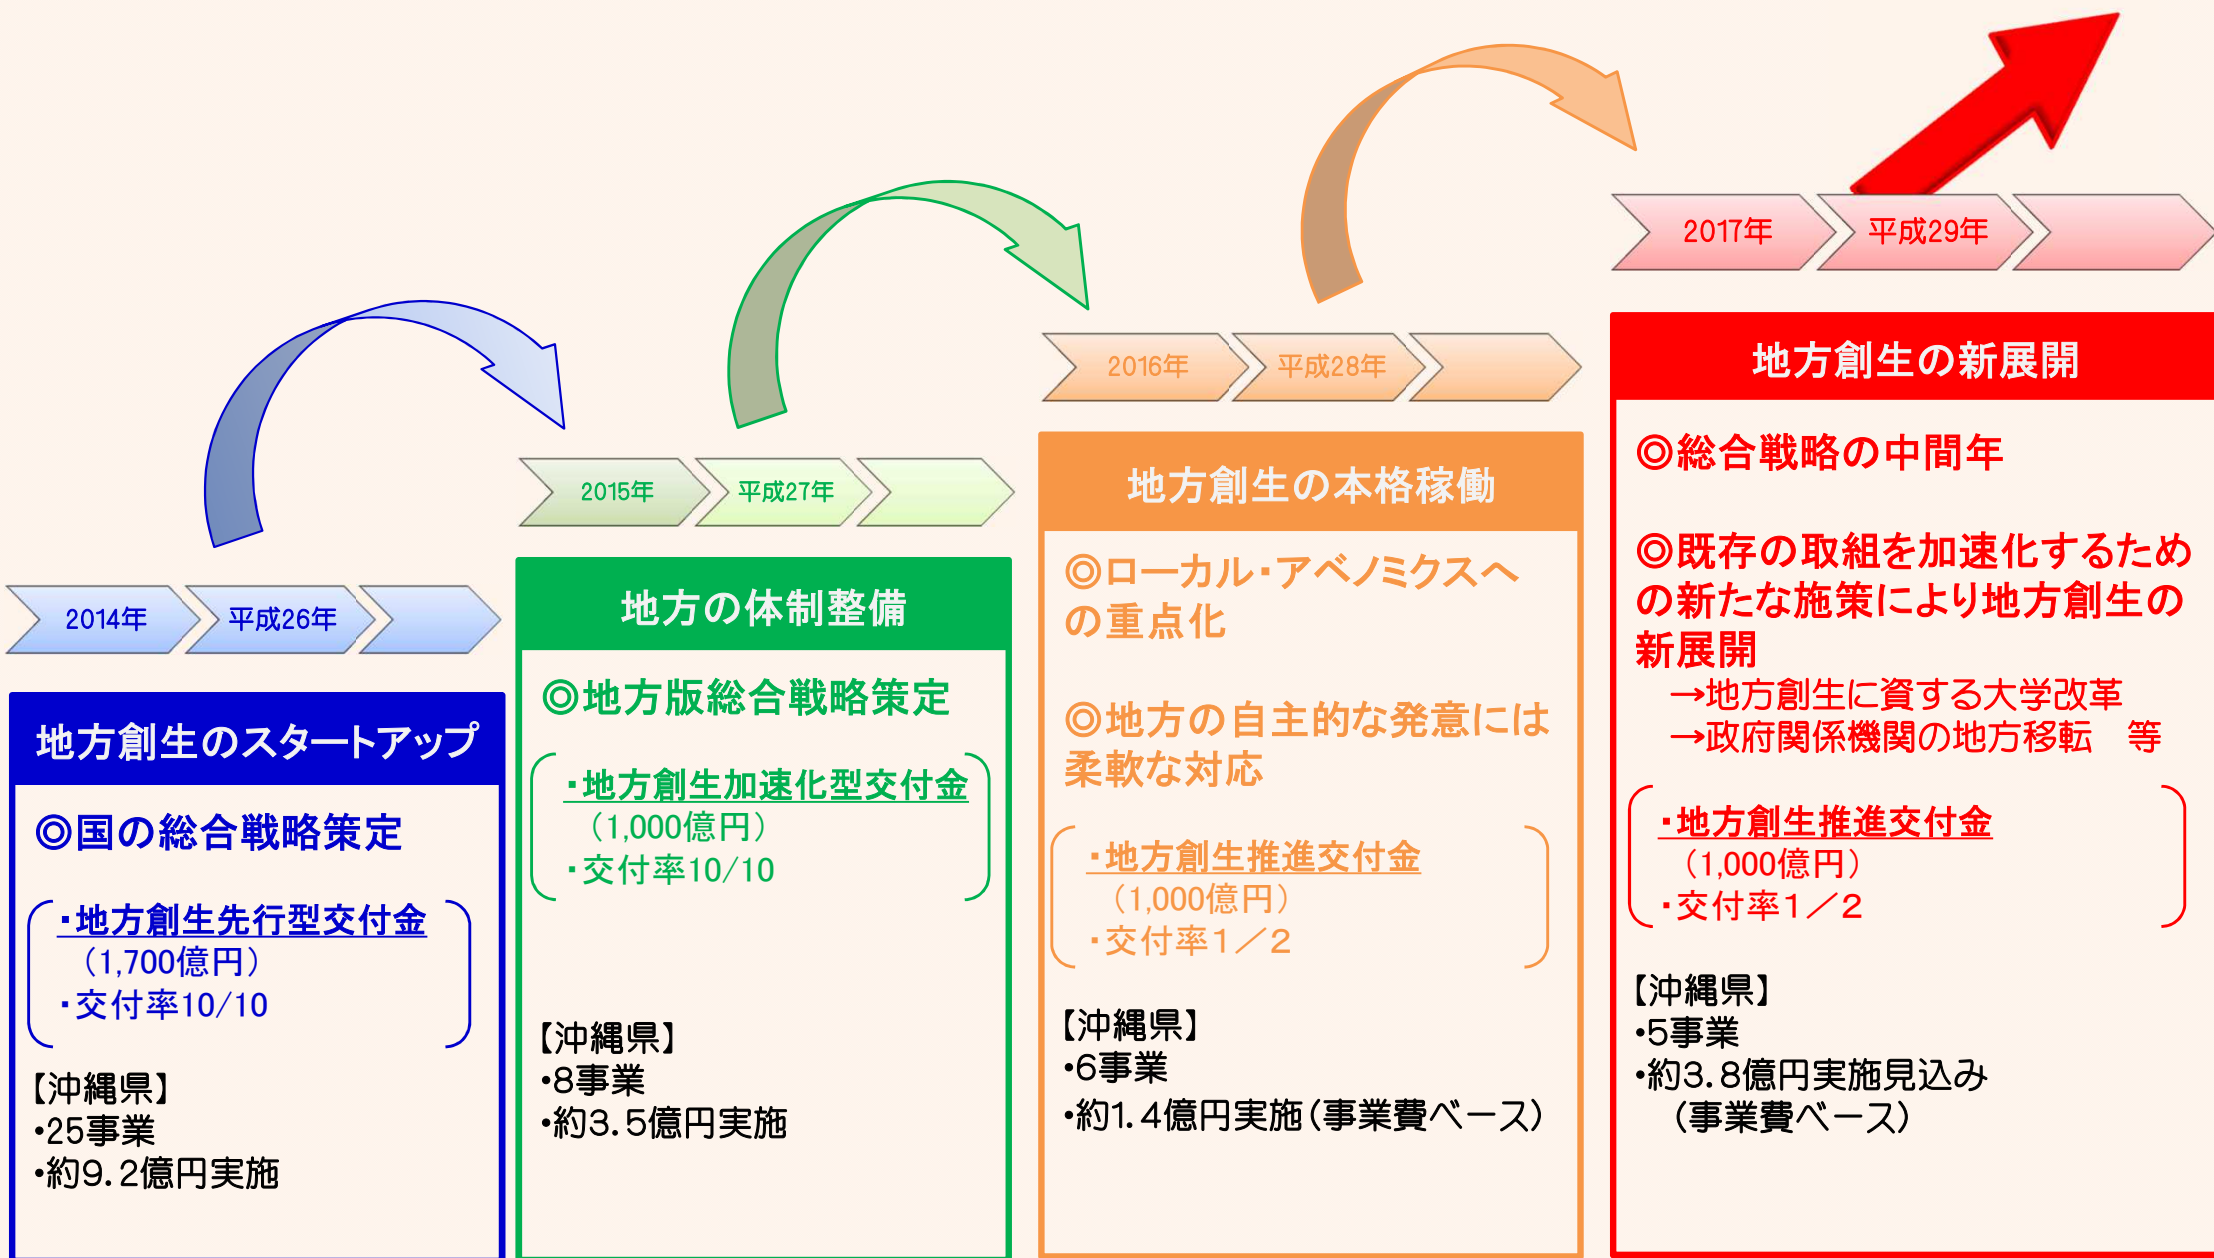 2014年 平成26年
地方創生のスタートアップ
◎国の総合戦略策定
・地方創生先行型交付金
（1,700億円）
・交付率10/10
【沖縄県】
・25事業
・約9.2億円実施
2015年 平成27年
地方の体制整備
◎地方版総合戦略策定
・地方創生加速化型交付金
（1,000億円）
・交付率10/10
【沖縄県】
・8事業
・約3.5億円実施
2016年 平成28年
地方創生の本格稼働
◎ローカル・アベノミクスへ
の重点化
◎地方の自主的な発意には
柔軟な対応
・地方創生推進交付金
（1,000億円）
・交付率１／２
【沖縄県】
・6事業
・約1.4億円実施（事業費ベース）
2017年 平成29年
地方創生の新展開
◎総合戦略の中間年
◎既存の取組を加速化するため
の新たな施策により地方創生の
新展開
→地方創生に資する大学改革
→政府関係機関の地方移転　等
・地方創生推進交付金
（1,000億円）
・交付率１／２
【沖縄県】
・5事業
・約3.8億円実施見込み
（事業費ベース）